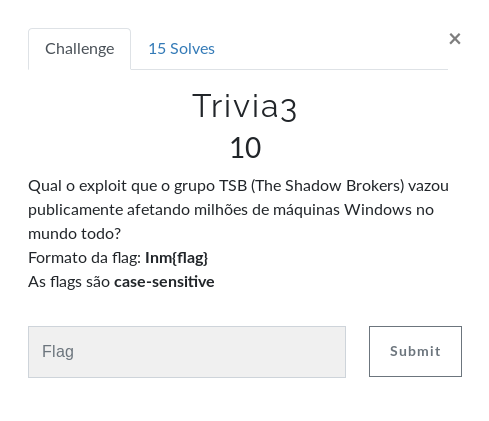 Challenge
15 Solves
×
Trivia3
10
Qual o exploit que o grupo TSB (The Shadow Brokers) vazou
publicamente afetando milhões de máquinas Windows no
mundo todo?
Formato da flag: Inm{flag}
As flags são case-sensitive
Flag
Submit